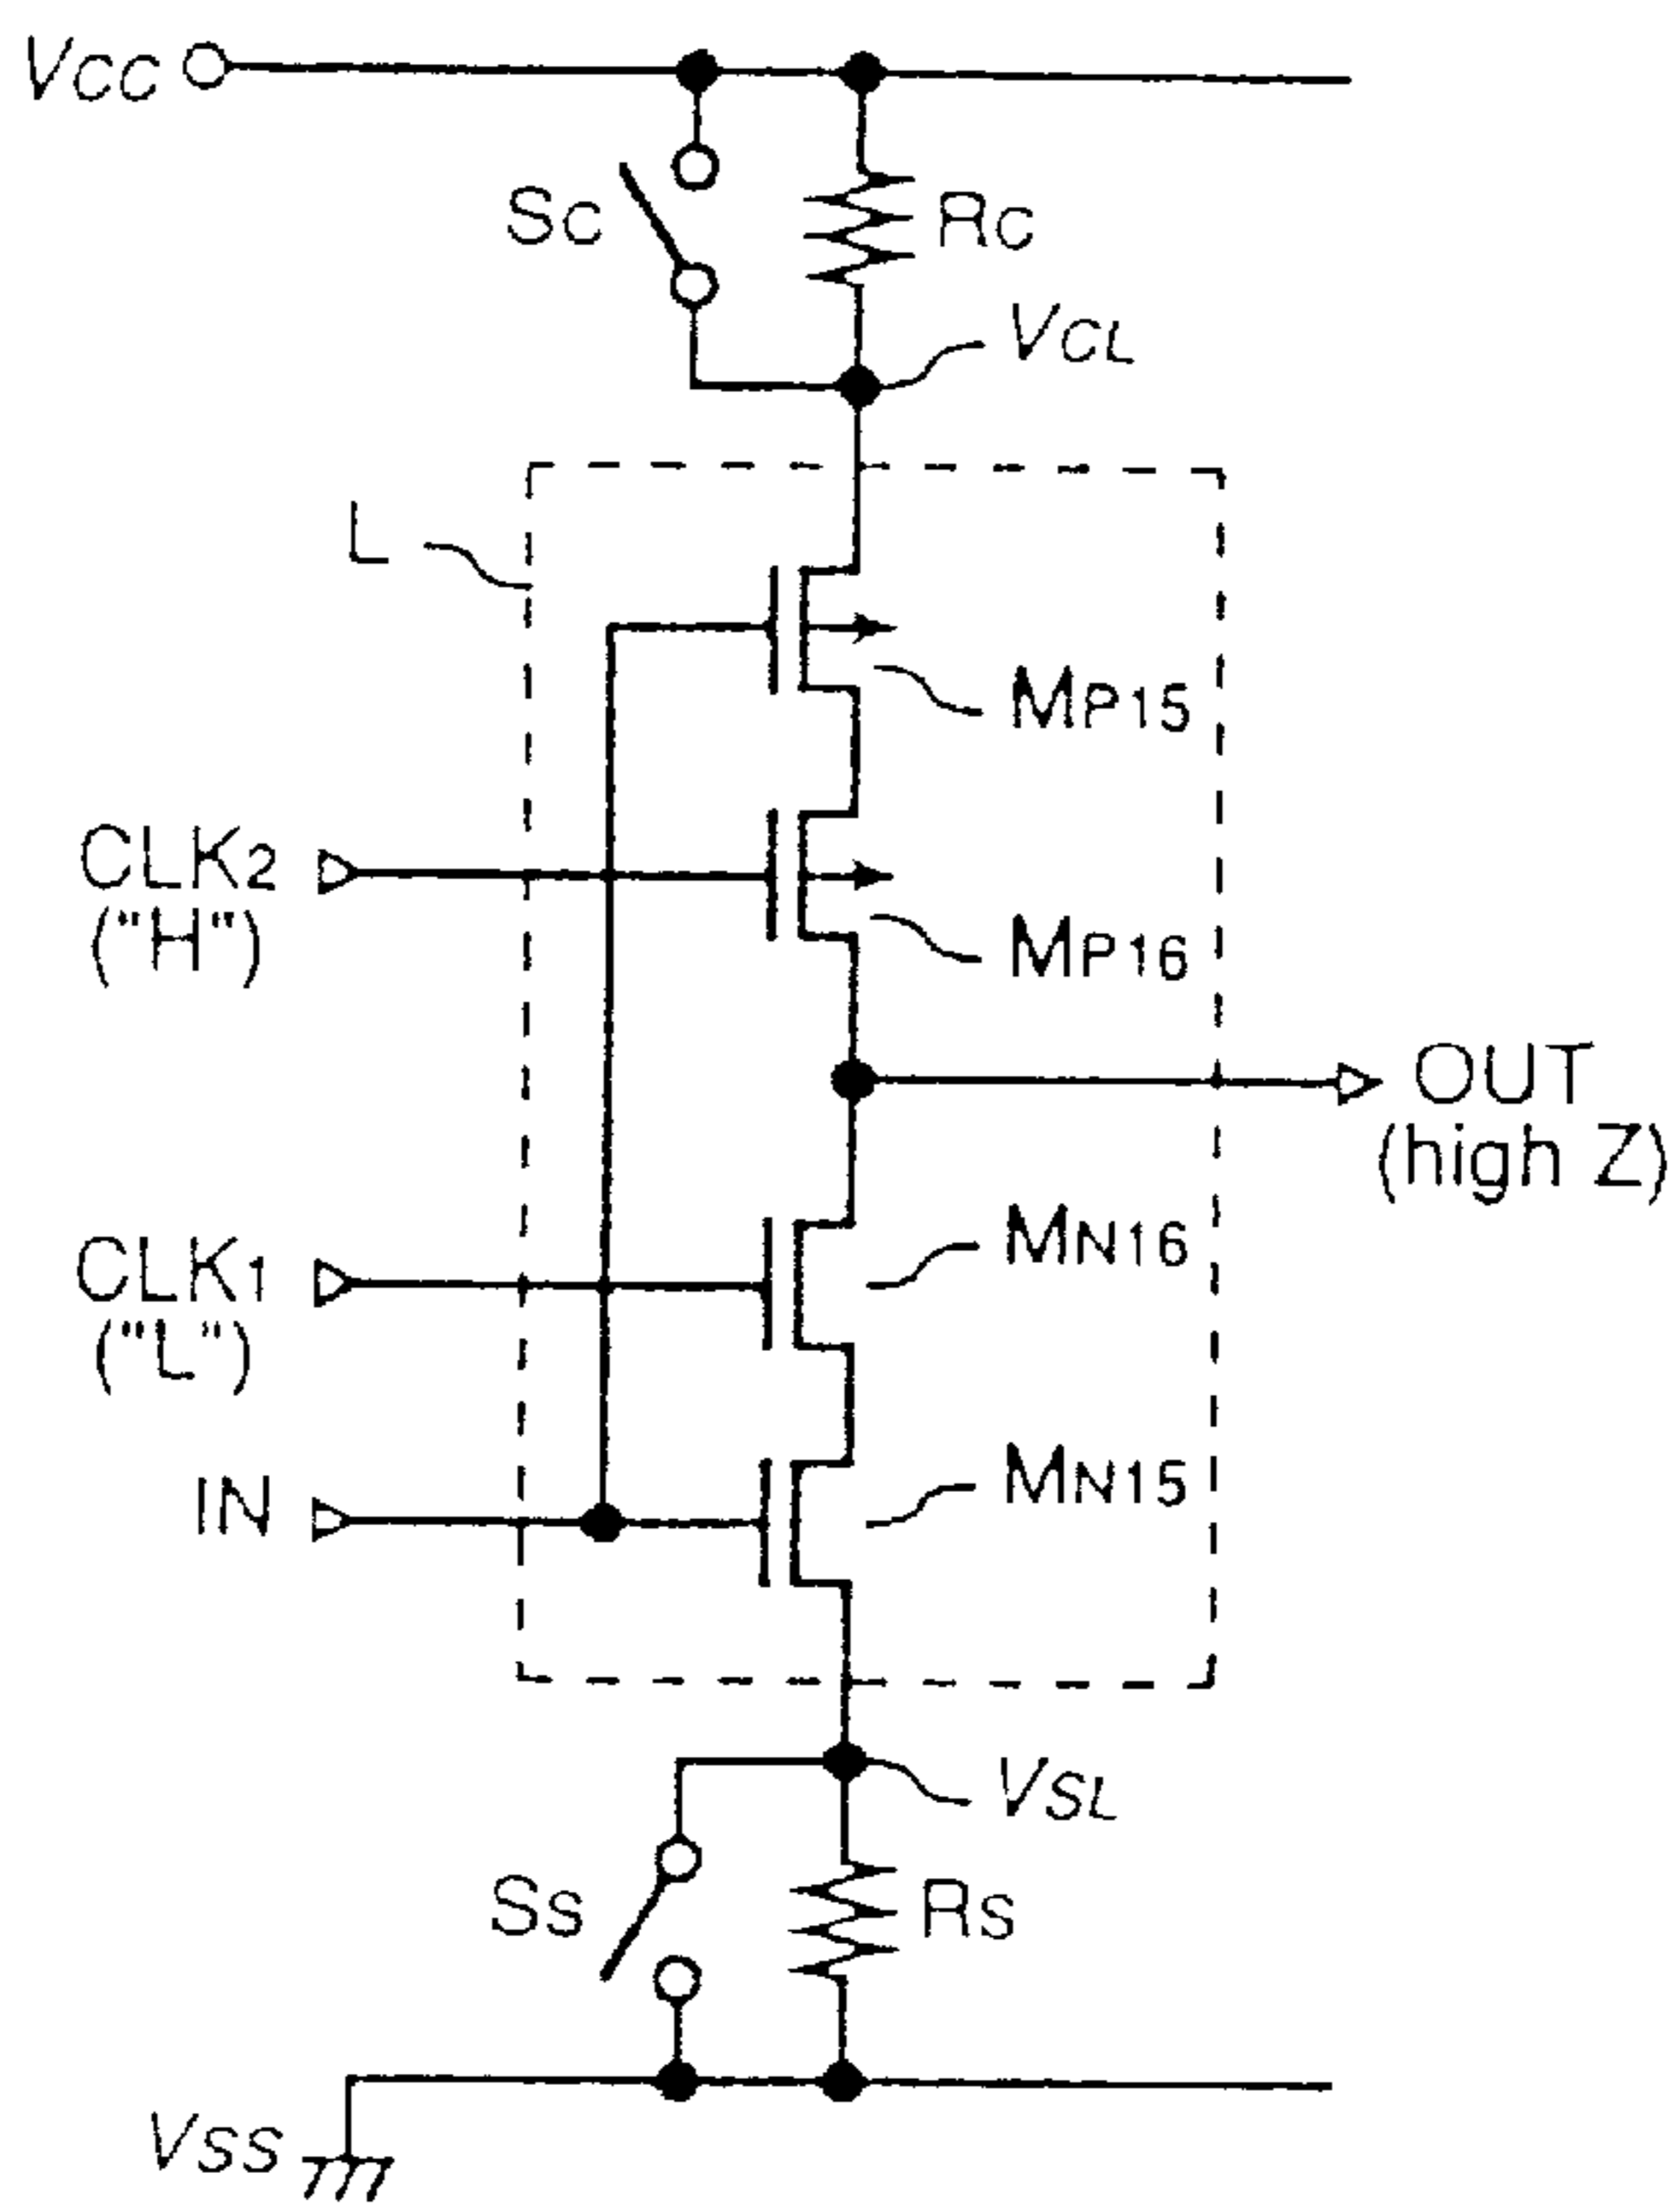 VCC
SC
RC
VCL
L
MP15
CLK2
("H")
MP16
OUT
(high Z)
MN16
CLK1
("L")
MN15
IN
VSL
SS
RS
VSS